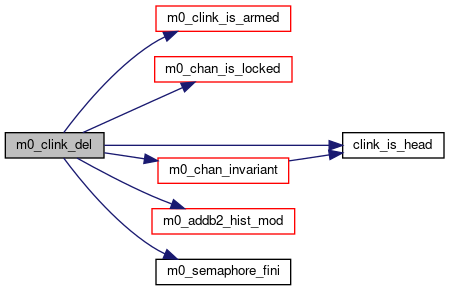 m0_clink_is_armed
m0_chan_is_locked
m0_clink_del
clink_is_head
m0_chan_invariant
m0_addb2_hist_mod
m0_semaphore_fini